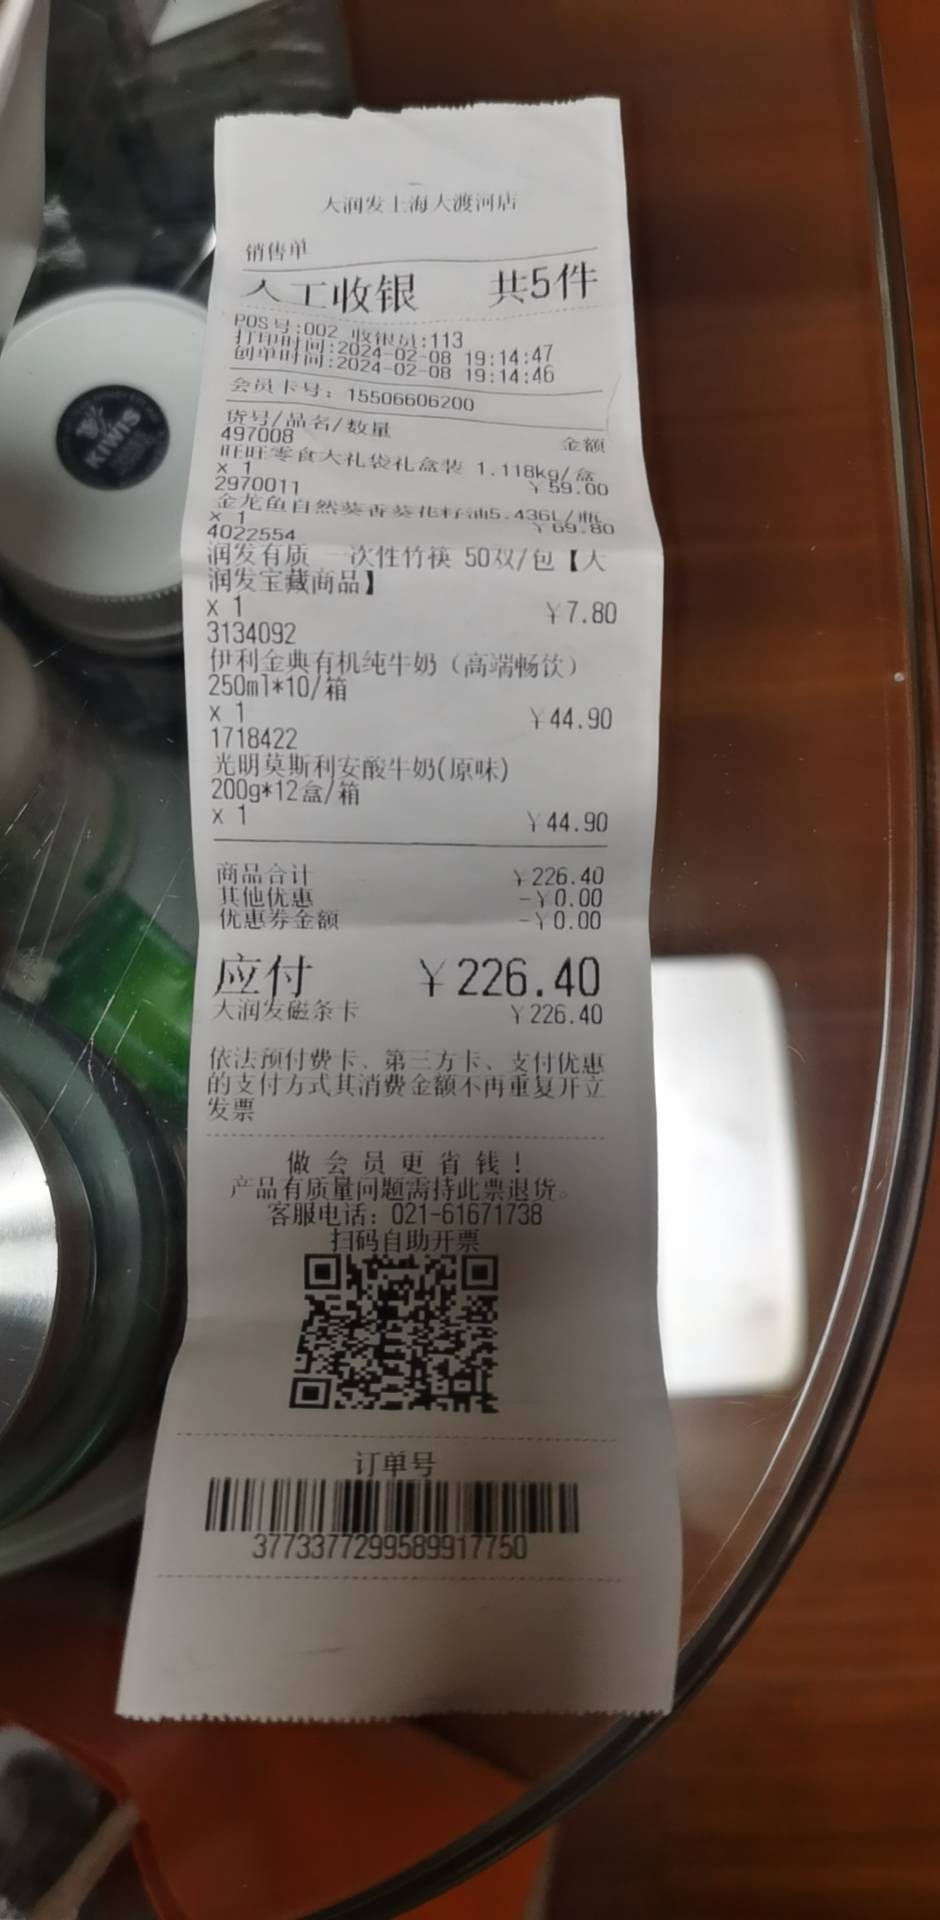 大润发上海大渡河店
销售单
人工收银 共5件
POS号:002 收银员:113
打印时间:2024-02-08 19:14:47
创单时间:2024-02-08 19:14:46
会员卡号: 15506606200
货号/品名/数量 金额
497008
旺旺零食大礼袋礼盒装 1.118kg/盒
x 1 ¥59.00
2970011
金龙鱼自然葵香葵花籽油5.436L/瓶
x 1 ¥69.80
4022554
润发有质 一次性竹筷 50双/包【大
润发宝藏商品】
x 1 ¥7.80
3134092
伊利金典有机纯牛奶（高端畅饮）
250ml*10/箱
x 1 ¥44.90
1718422
光明莫斯利安酸牛奶(原味)
200g*12盒/箱
x 1 ¥44.90
商品合计 ¥226.40
其他优惠 -¥0.00
优惠券金额 -¥0.00
应付 ¥226.40
大润发磁条卡 ¥226.40
依法预付费卡、第三方卡、支付优惠
的支付方式其消费金额不再重复开立
发票
做会员更省钱！
产品有质量问题需持此票退货。
客服电话: 021-61671738
扫码自助开票
订单号
3773377299589917750
KIWIS